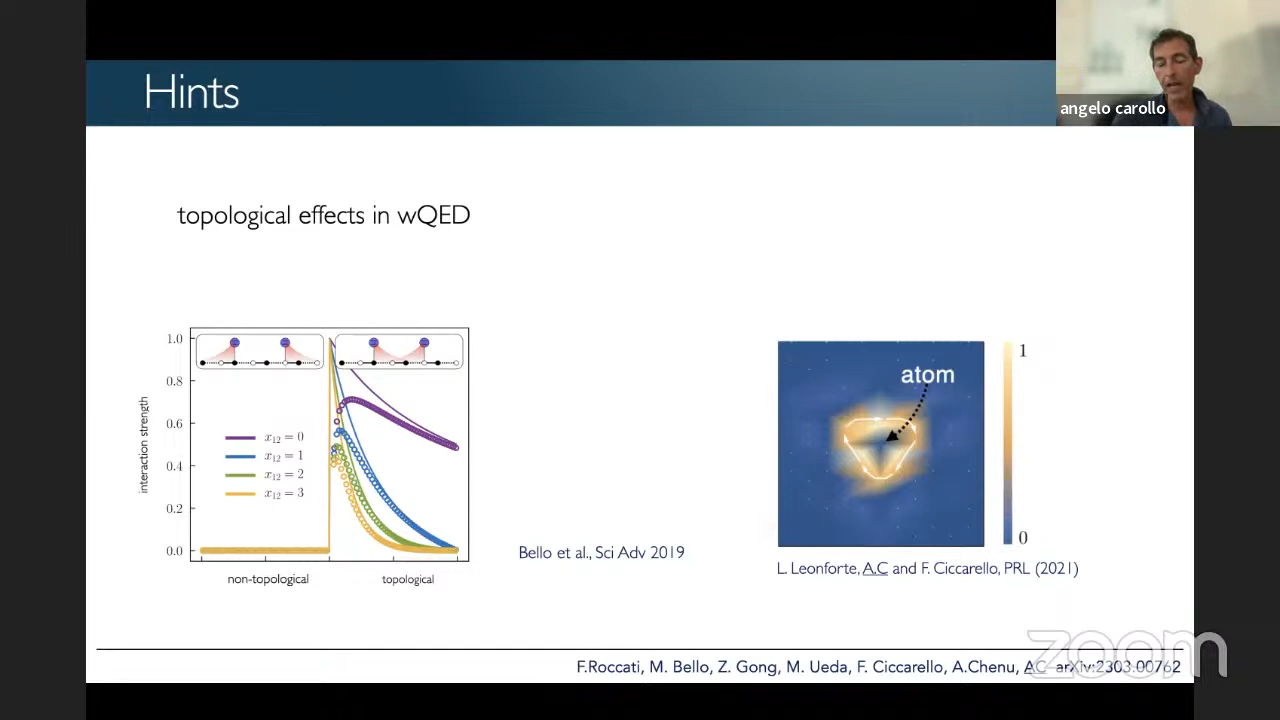 Hints
angelo carollo
topological effects in wQED
interaction strength
1.0
0.8
0.6
0.4
0.2
0.0
x12 = 0
x12 = 1
x12 = 2
x12 = 3
non-topological
topological
Bello et al., Sci Adv 2019
atom
1
0
L. Leonforte, A.C and F. Ciccarello, PRL (2021)
zoom
F.Roccati, M. Bello, Z. Gong, M. Ueda, F. Ciccarello, A.Chenu, AC arXiv:2303:00762